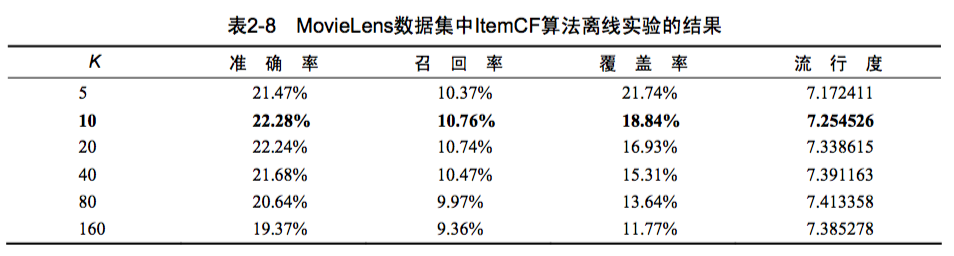 表2-8 MovieLens数据集中ItemCF算法离线实验的结果
K 准确率 召回率 覆盖率 流行度
5 21.47% 10.37% 21.74% 7.172411
10 22.28% 10.76% 18.84% 7.254526
20 22.24% 10.74% 16.93% 7.338615
40 21.68% 10.47% 15.31% 7.391163
80 20.64% 9.97% 13.64% 7.413358
160 19.37% 9.36% 11.77% 7.385278